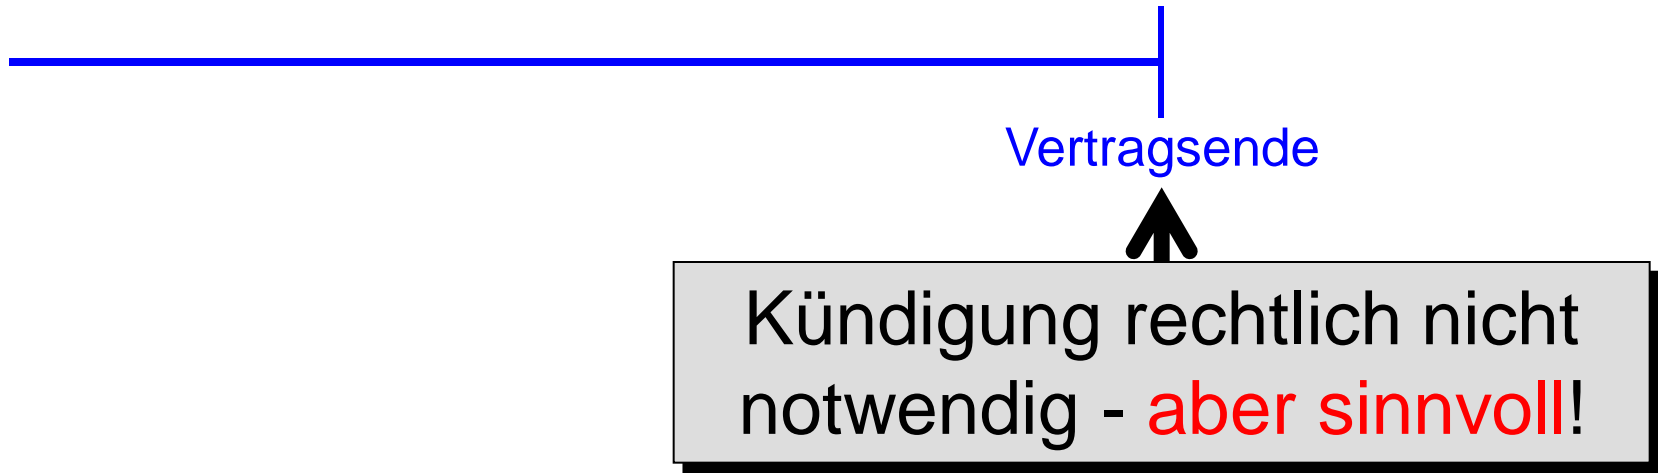 Vertragsende
Kündigung rechtlich nicht
notwendig - aber sinnvoll!